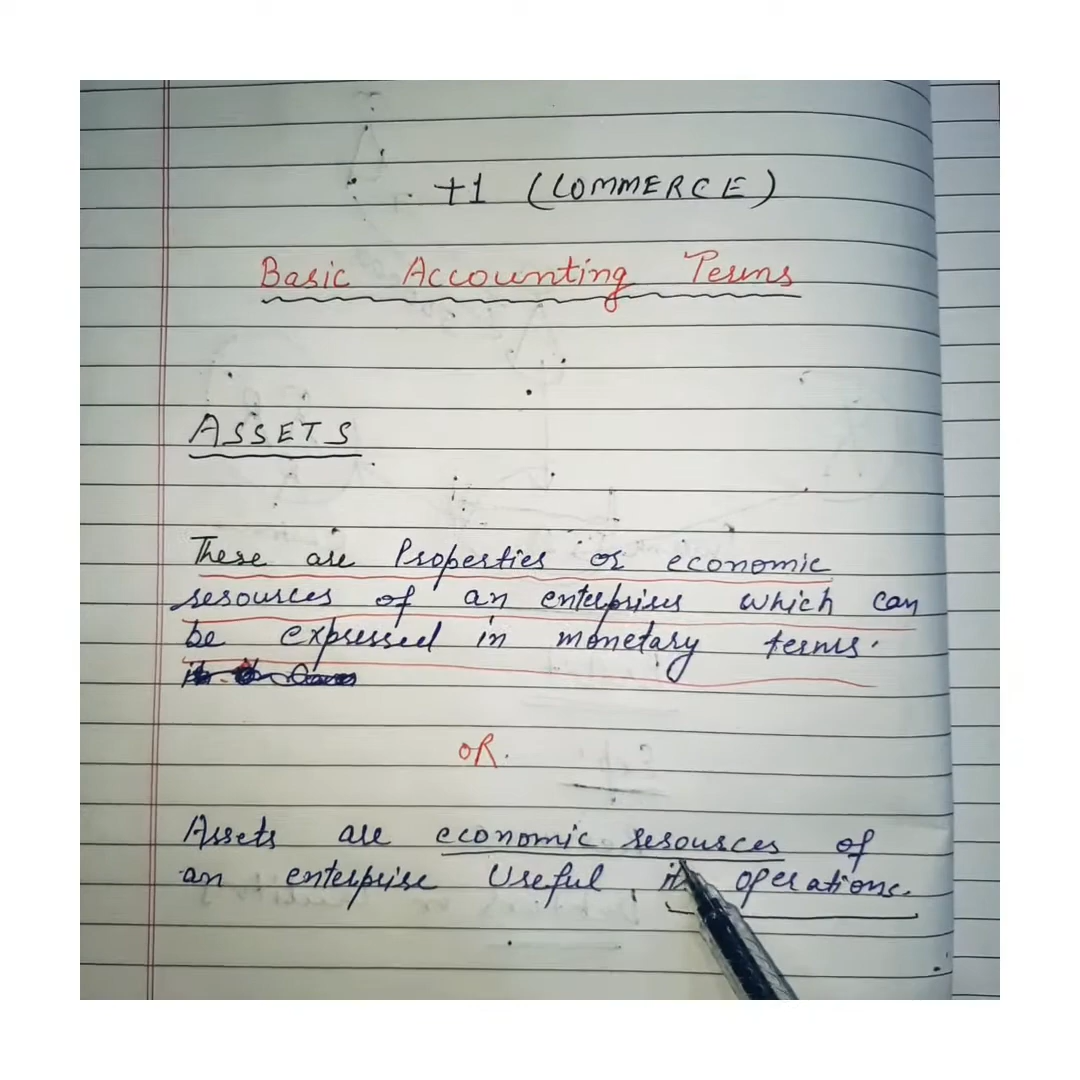 +1 (COMMERCE)
Basic Accounting Terms
ASSETS
These are Properties or economic
resources of an enterprises which can
be expressed in monetary terms.
OR.
Assets are economic resources of
an enterprise Useful, operations.